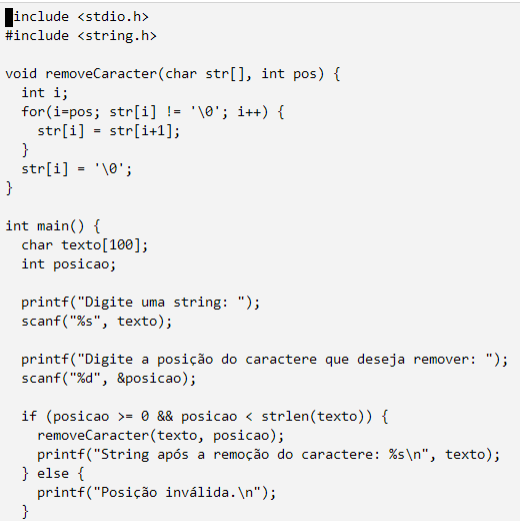 include <stdio.h>
#include <string.h>

void removeCaracter(char str[], int pos) {
  int i;
  for(i=pos; str[i] != '\0'; i++) {
    str[i] = str[i+1];
  }
  str[i] = '\0';
}

int main() {
  char texto[100];
  int posicao;

  printf("Digite uma string: ");
  scanf("%s", texto);

  printf("Digite a posição do caractere que deseja remover: ");
  scanf("%d", &posicao);

  if (posicao >= 0 && posicao < strlen(texto)) {
    removeCaracter(texto, posicao);
    printf("String após a remoção do caractere: %s\n", texto);
  } else {
    printf("Posição inválida.\n");
  }